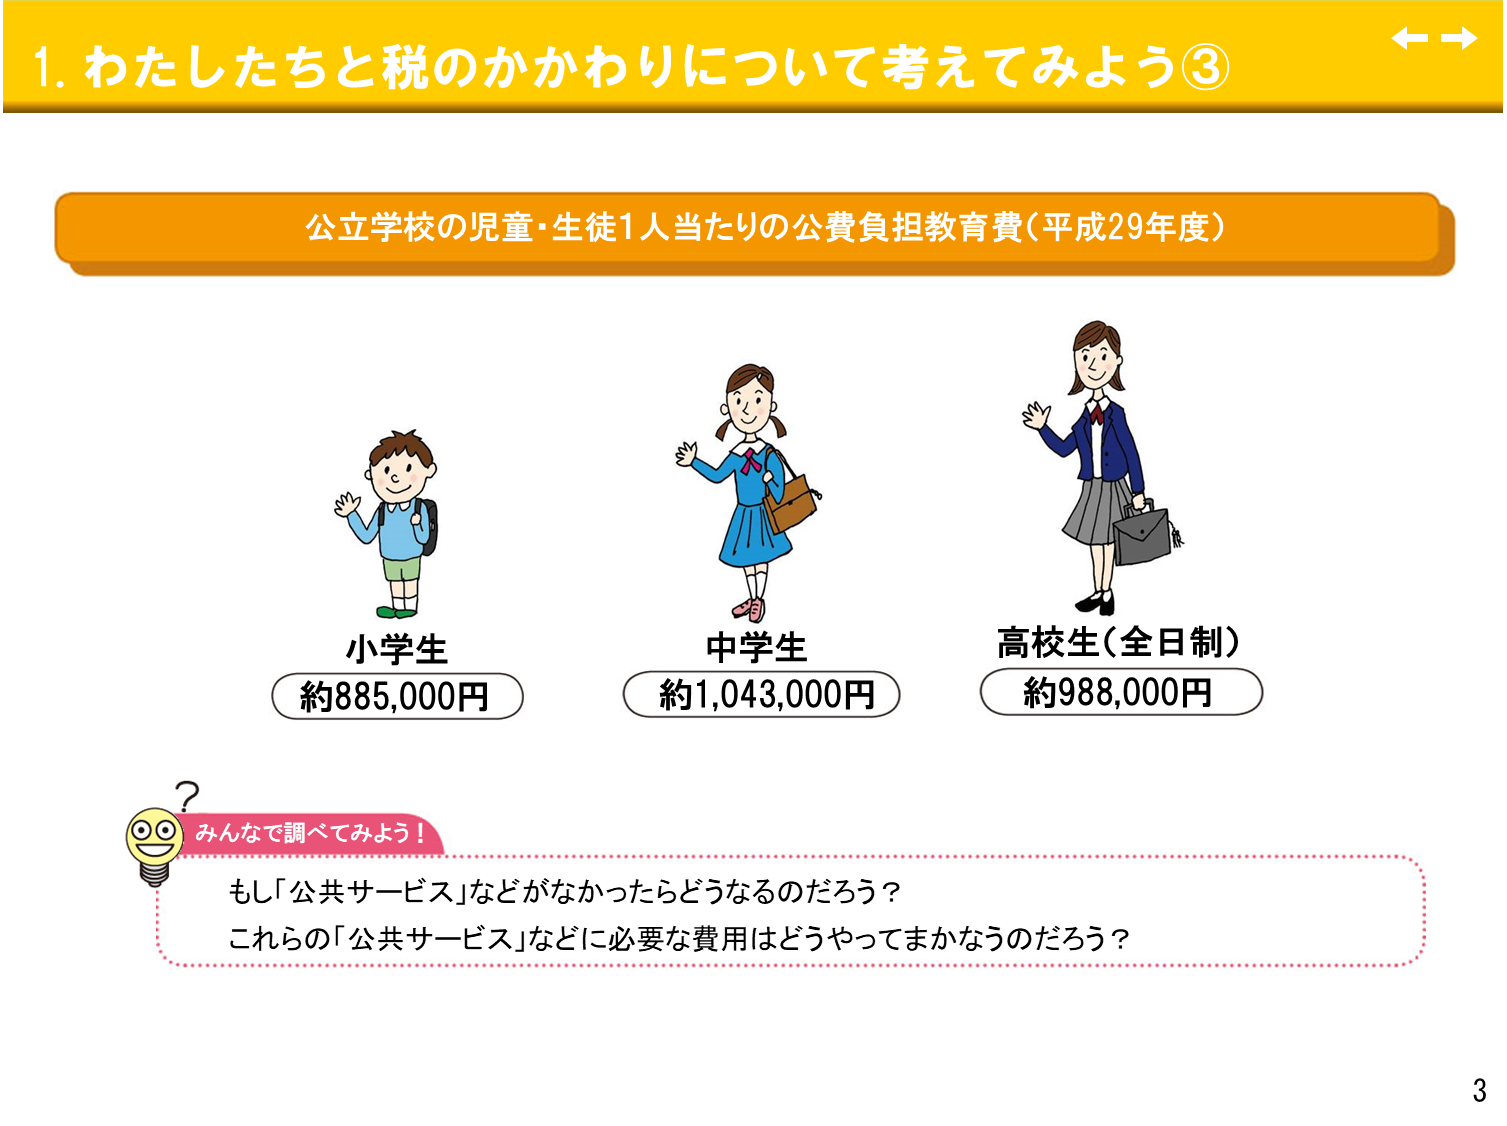 1. わたしたちと税のかかわりについて考えてみよう③
公立学校の児童・生徒1人当たりの公費負担教育費（平成29年度）
小学生
約885,000円
中学生
約1,043,000円
高校生（全日制）
約988,000円
?
みんなで調べてみよう！
もし「公共サービス」などがなかったらどうなるのだろう？
これらの「公共サービス」などに必要な費用はどうやってまかなうのだろう？
3